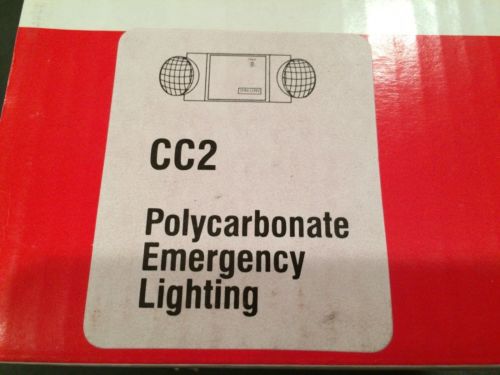 CC2
Polycarbonate
Emergency
Lighting